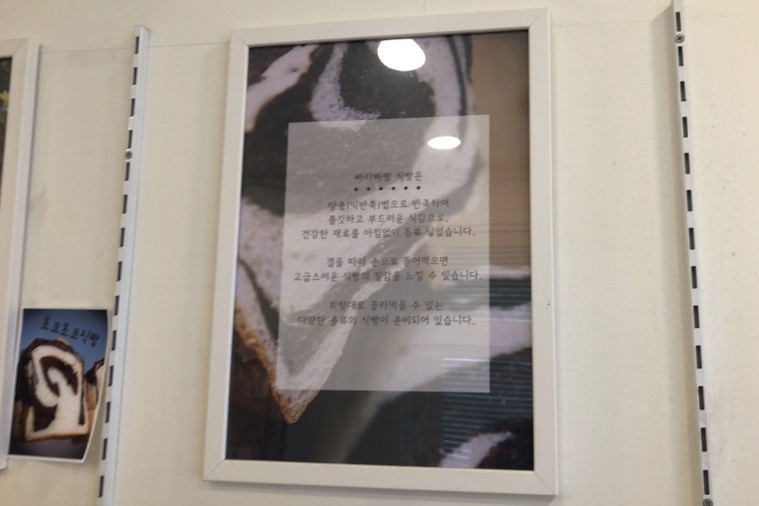 빠라빠빵 식빵은
탕종(익반죽)법으로 반죽하여
쫄깃하고 부드러운 식감으로,
건강한 재료를 아낌없이 듬뿍 넣었습니다.
결을 따라 손으로 뜯어먹으면
고급스러운 식빵의 질감을 느낄 수 있습니다.
취향대로 골라먹을 수 있는
다양한 종류의 식빵이 준비되어 있습니다.
초코초코식빵